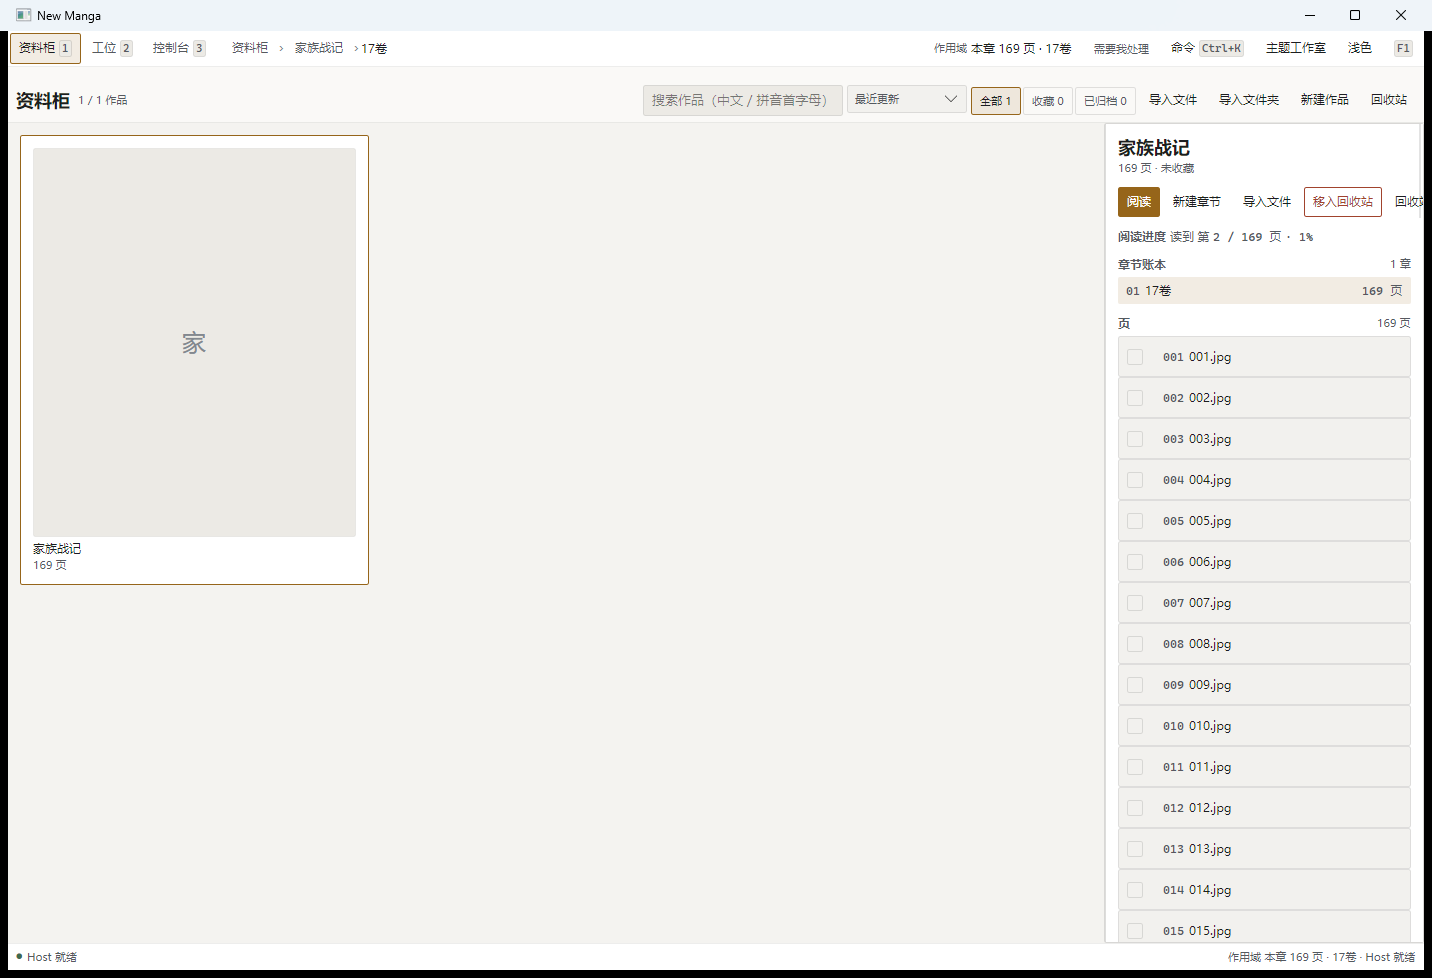 New Manga
资料柜 1 工位 2 控制台 3 资料柜 › 家族战记 › 17卷 作用域 本章 169 页 · 17卷 需要我处理 命令 Ctrl+K 主题工作室 浅色 F1
资料柜 1 / 1 作品 搜索作品（中文 / 拼音首字母） 最近更新 全部 1 收藏 0 已归档 0 导入文件 导入文件夹 新建作品 回收站
家
家族战记
169 页
家族战记
169 页 · 未收藏
阅读 新建章节 导入文件 移入回收站
阅读进度 读到 第 2 / 169 页 · 1%
章节账本 1 章
01 17卷 169 页
页 169 页
001 001.jpg
002 002.jpg
003 003.jpg
004 004.jpg
005 005.jpg
006 006.jpg
007 007.jpg
008 008.jpg
009 009.jpg
010 010.jpg
011 011.jpg
012 012.jpg
013 013.jpg
014 014.jpg
015 015.jpg
Host 就绪 作用域 本章 169 页 · 17卷 · Host 就绪